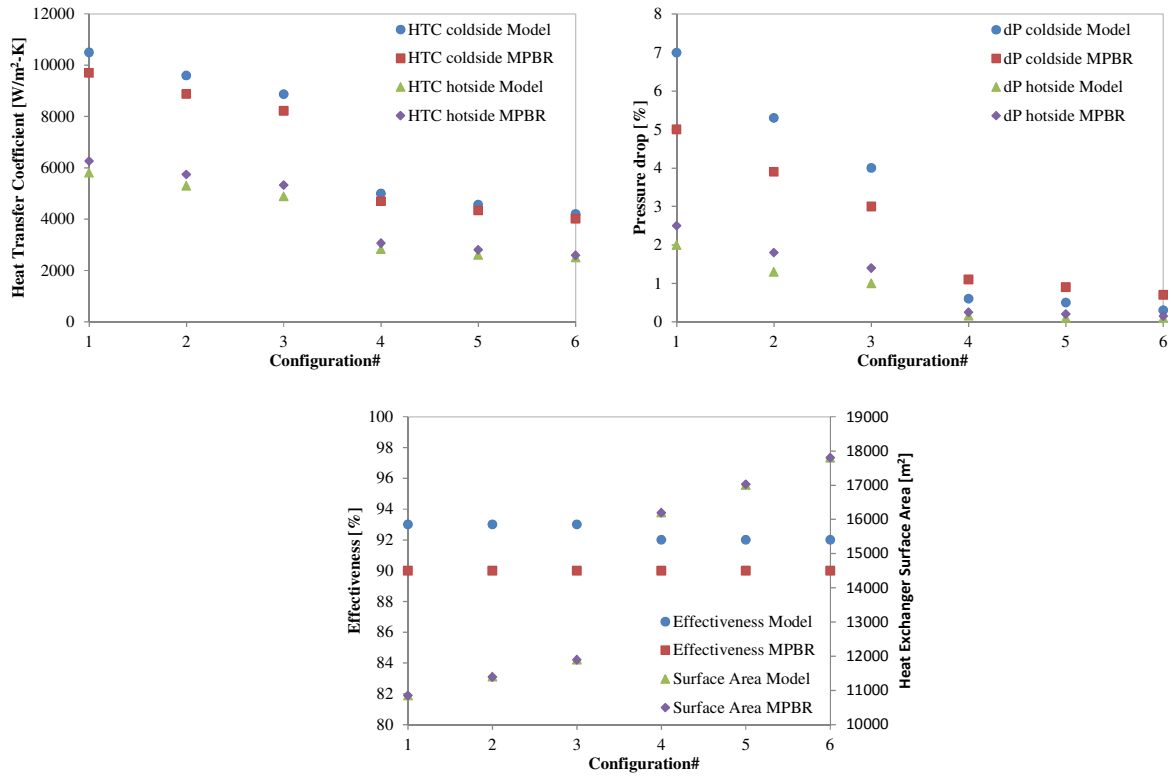 Heat Transfer Coefficient [W/m²-K]
12000
10000
8000
6000
4000
2000
0
1 2 3 4 5 6
Configuration#
HTC coldside Model
HTC coldside MPBR
HTC hotside Model
HTC hotside MPBR
Pressure drop [%]
8
7
6
5
4
3
2
1
0
1 2 3 4 5 6
Configuration#
dP coldside Model
dP coldside MPBR
dP hotside Model
dP hotside MPBR
Effectiveness [%]
100
98
96
94
92
90
88
86
84
82
80
1 2 3 4 5 6
Configuration#
Effectiveness Model
Effectiveness MPBR
Surface Area Model
Surface Area MPBR
19000
18000
17000
16000
15000
14000
13000
12000
11000
10000
Heat Exchanger Surface Area [m²]